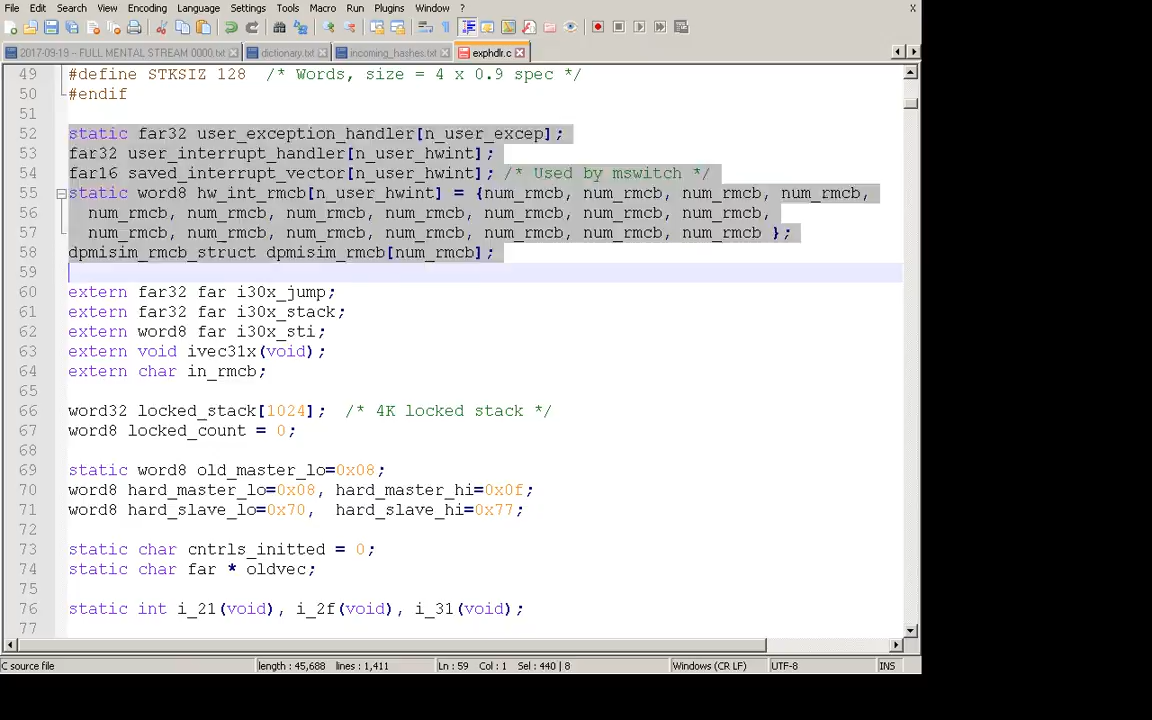 File Edit Search View Encoding Language Settings Tools Macro Run Plugins Window ? X
2017-09-19 - FULL MENTAL STREAM 0000.txt dictionary.txt incoming_hashes.txt exphdlr.c
49 #define STKSIZ 128 /* Words, size = 4 x 0.9 spec */
50 #endif
51
52 static far32 user_exception_handler[n_user_excep];
53 far32 user_interrupt_handler[n_user_hwint];
54 far16 saved_interrupt_vector[n_user_hwint]; /* Used by mswitch */
55 static word8 hw_int_rmcb[n_user_hwint] = {num_rmcb, num_rmcb, num_rmcb, num_rmcb,
56 num_rmcb, num_rmcb, num_rmcb, num_rmcb, num_rmcb, num_rmcb, num_rmcb,
57 num_rmcb, num_rmcb, num_rmcb, num_rmcb, num_rmcb, num_rmcb, num_rmcb };
58 dpmisim_rmcb_struct dpmisim_rmcb[num_rmcb];
59
60 extern far32 far i30x_jump;
61 extern far32 far i30x_stack;
62 extern word8 far i30x_sti;
63 extern void ivec31x(void);
64 extern char in_rmcb;
65
66 word32 locked_stack[1024]; /* 4K locked stack */
67 word8 locked_count = 0;
68
69 static word8 old_master_lo=0x08;
70 word8 hard_master_lo=0x08, hard_master_hi=0x0f;
71 word8 hard_slave_lo=0x70, hard_slave_hi=0x77;
72
73 static char cntrls_initted = 0;
74 static char far * oldvec;
75
76 static int i_21(void), i_2f(void), i_31(void);
77
C source file length : 45,688 lines : 1,411 Ln : 59 Col : 1 Sel : 440 | 8 Windows (CR LF) UTF-8 INS